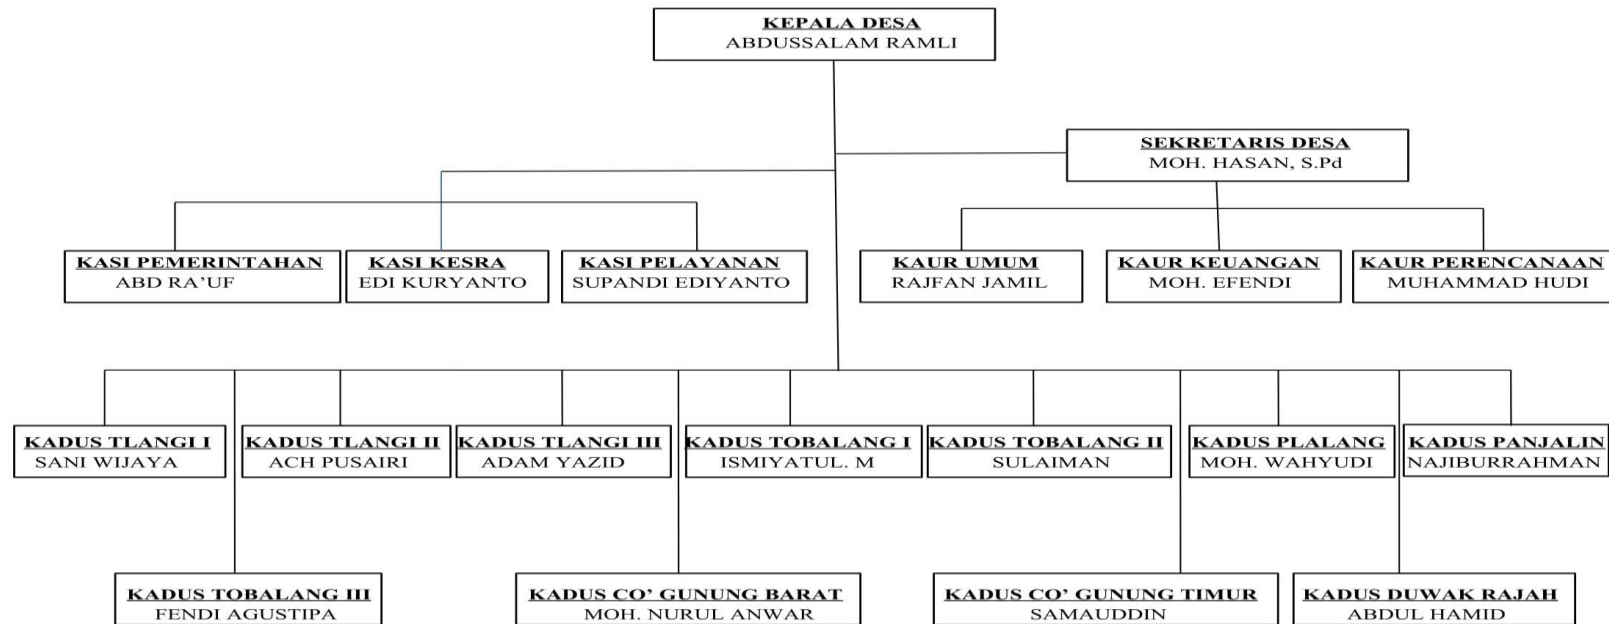 KEPALA DESA
ABDUSSALAM RAMLI
SEKRETARIS DESA
MOH. HASAN, S.Pd
KASI PEMERINTAHAN
ABD RA’UF
KASI KESRA
EDI KURYANTO
KASI PELAYANAN
SUPANDI EDIYANTO
KAUR UMUM
RAJFAN JAMIL
KAUR KEUANGAN
MOH. EFENDI
KAUR PERENCANAAN
MUHAMMAD HUDI
KADUS TLANGI I
SANI WIJAYA
KADUS TLANGI II
ACH PUSAIRI
KADUS TLANGI III
ADAM YAZID
KADUS TOBALANG I
ISMIYATUL. M
KADUS TOBALANG II
SULAIMAN
KADUS PLALANG
MOH. WAHYUDI
KADUS PANJALIN
NAJIBURRAHMAN
KADUS TOBALANG III
FENDI AGUSTIPA
KADUS CO’ GUNUNG BARAT
MOH. NURUL ANWAR
KADUS CO’ GUNUNG TIMUR
SAMAUDDIN
KADUS DUWAK RAJAH
ABDUL HAMID